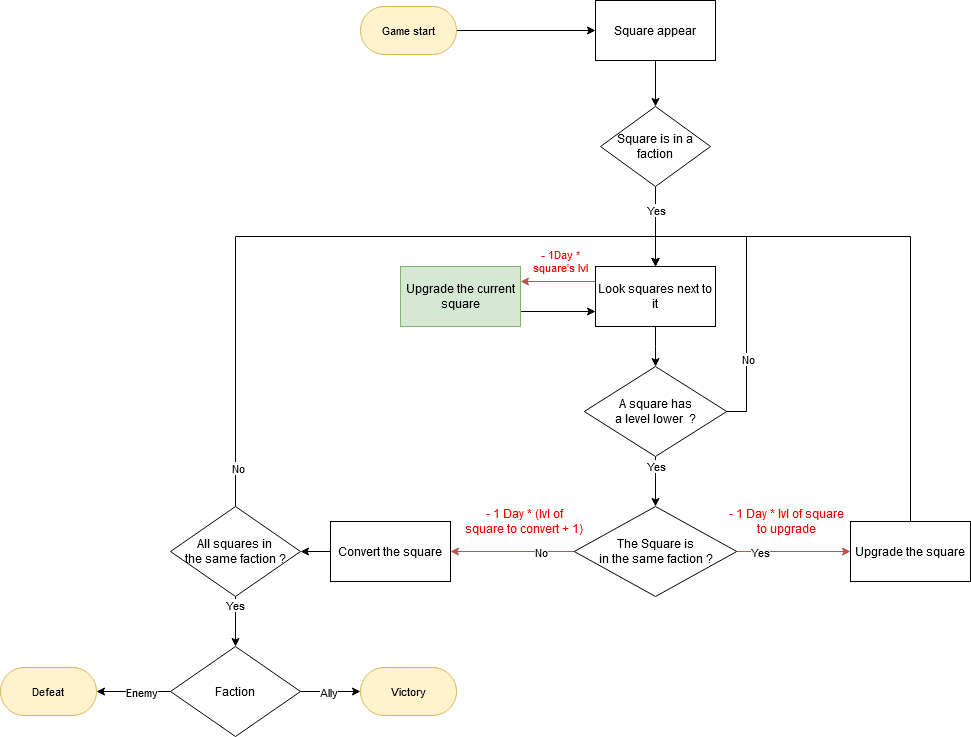 Game start
Square appear
Square is in a
faction
Yes
- 1Day *
square's lvl
Upgrade the current
square
Look squares next to
it
No
A square has
a level lower  ?
Yes
No
- 1 Day * (lvl of
square to convert + 1)
- 1 Day * lvl of square
to upgrade
All squares in
the same faction ?
Convert the square
No
The Square is
in the same faction ?
Yes
Upgrade the square
Yes
Defeat
Enemy
Faction
Ally
Victory